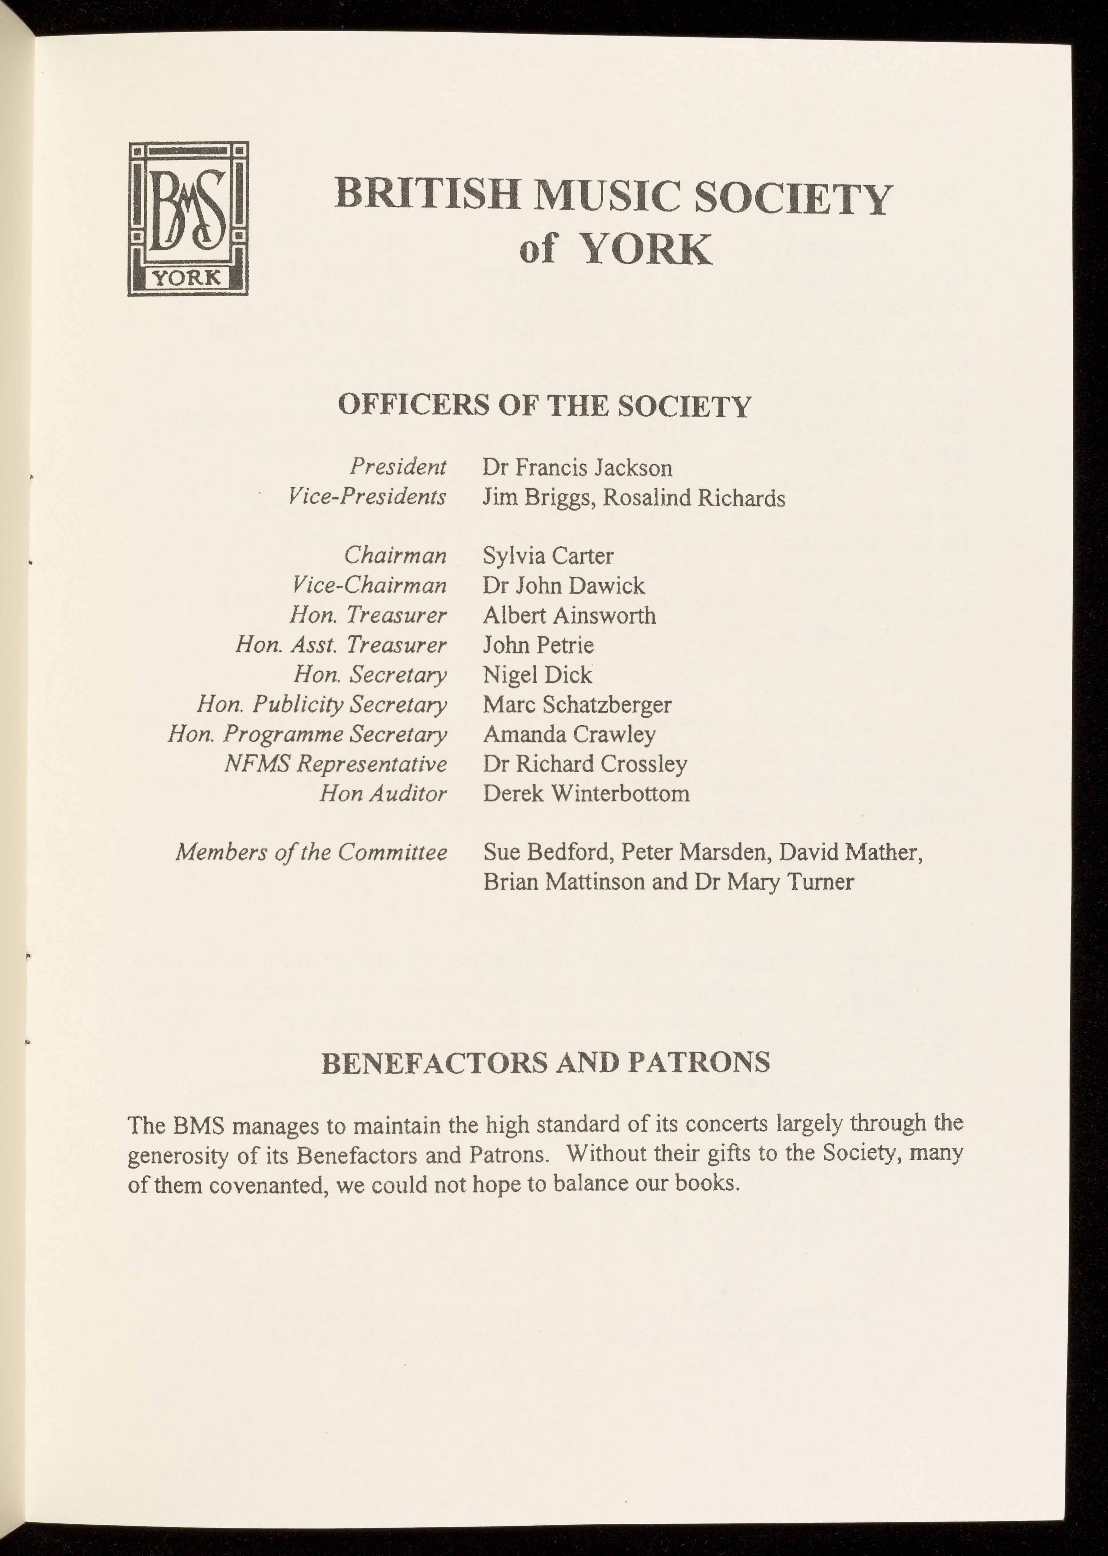 BMS
YORK
BRITISH MUSIC SOCIETY
of YORK
OFFICERS OF THE SOCIETY
President Dr Francis Jackson
Vice-Presidents Jim Briggs, Rosalind Richards
Chairman Sylvia Carter
Vice-Chairman Dr John Dawick
Hon. Treasurer Albert Ainsworth
Hon. Asst. Treasurer John Petrie
Hon. Secretary Nigel Dick
Hon. Publicity Secretary Marc Schatzberger
Hon. Programme Secretary Amanda Crawley
NFMS Representative Dr Richard Crossley
Hon Auditor Derek Winterbottom
Members of the Committee Sue Bedford, Peter Marsden, David Mather,
Brian Mattinson and Dr Mary Turner
BENEFACTORS AND PATRONS
The BMS manages to maintain the high standard of its concerts largely through the
generosity of its Benefactors and Patrons. Without their gifts to the Society, many
of them covenanted, we could not hope to balance our books.